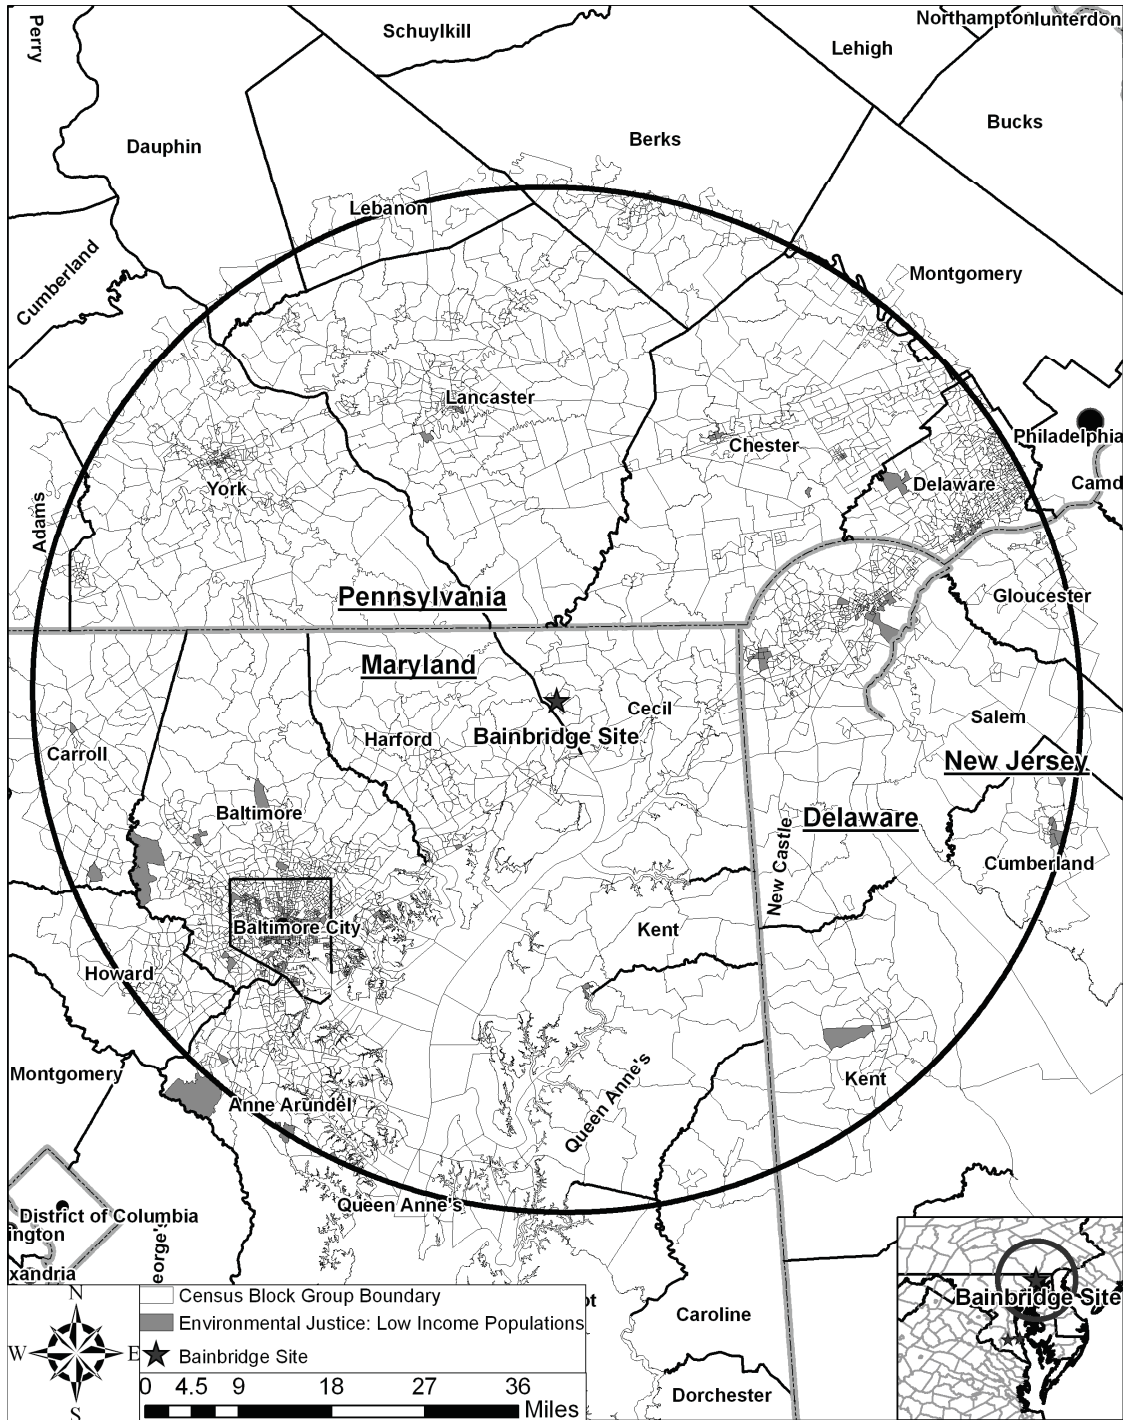 Perry
Schuylkill
Northampton
Iunterdon
Lehigh
Bucks
Dauphin
Berks
Lebanon
Cumberland
Montgomery
Lancaster
Philadelphia
Chester
York
Delaware
Camd
Adams
Pennsylvania
Gloucester
Maryland
Cecil
Salem
Harford
Bainbridge Site
Carroll
New Jersey
Baltimore
Delaware
New Castle
Cumberland
Baltimore City
Kent
Howard
Montgomery
Kent
Anne Arundel
Queen Anne's
Queen Anne's
District of Columbia
ington
eorge's
xandria
Bainbridge Site
N
W
E
S
Census Block Group Boundary
Environmental Justice: Low Income Populations
Bainbridge Site
0 4.5 9 18 27 36
Miles
ot
Caroline
Dorchester